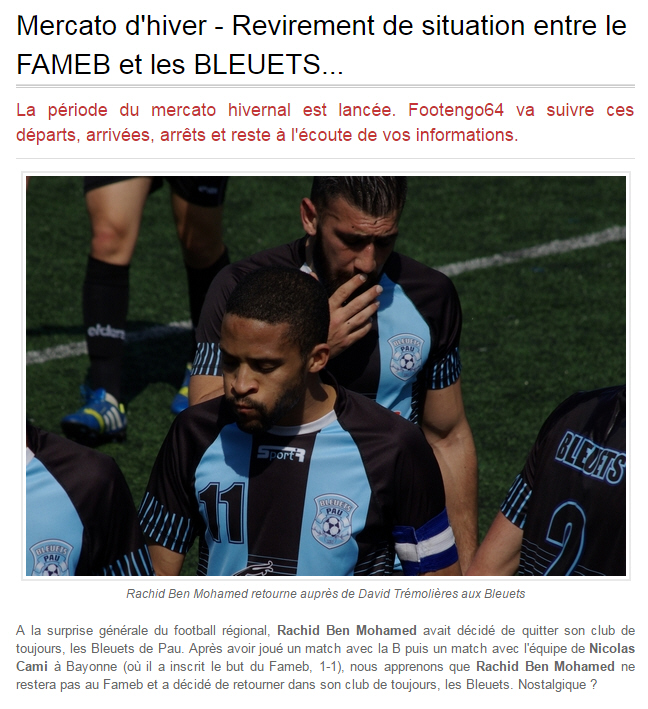 Mercato d'hiver - Revirement de situation entre le
FAMEB et les BLEUETS...
La période du mercato hivernal est lancée. Footengo64 va suivre ces
départs, arrivées, arrêts et reste à l'écoute de vos informations.
efdem
BLEUETS
PAU
SportR
11
BLEUETS
PAU
BLEUETS
PAU
BLEUETS
2
Rachid Ben Mohamed retourne auprès de David Trémolières aux Bleuets
A la surprise générale du football régional, Rachid Ben Mohamed avait décidé de quitter son club de
toujours, les Bleuets de Pau. Après avoir joué un match avec la B puis un match avec l'équipe de Nicolas
Cami à Bayonne (où il a inscrit le but du Fameb, 1-1), nous apprenons que Rachid Ben Mohamed ne
restera pas au Fameb et a décidé de retourner dans son club de toujours, les Bleuets. Nostalgique ?